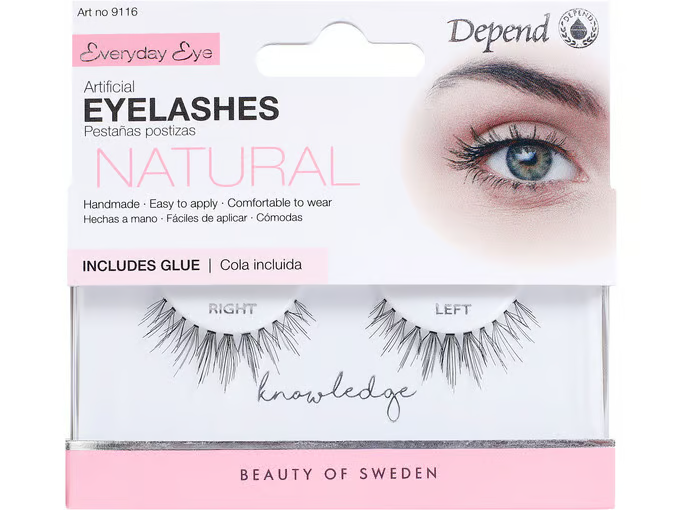 Art no 9116
Everyday Eye
Depend
DEPEND
Artificial
EYELASHES
Pestañas postizas
NATURAL
Handmade · Easy to apply · Comfortable to wear
Hechas a mano · Fáciles de aplicar · Cómodas
INCLUDES GLUE | Cola incluida
RIGHT
LEFT
knowledge
BEAUTY OF SWEDEN